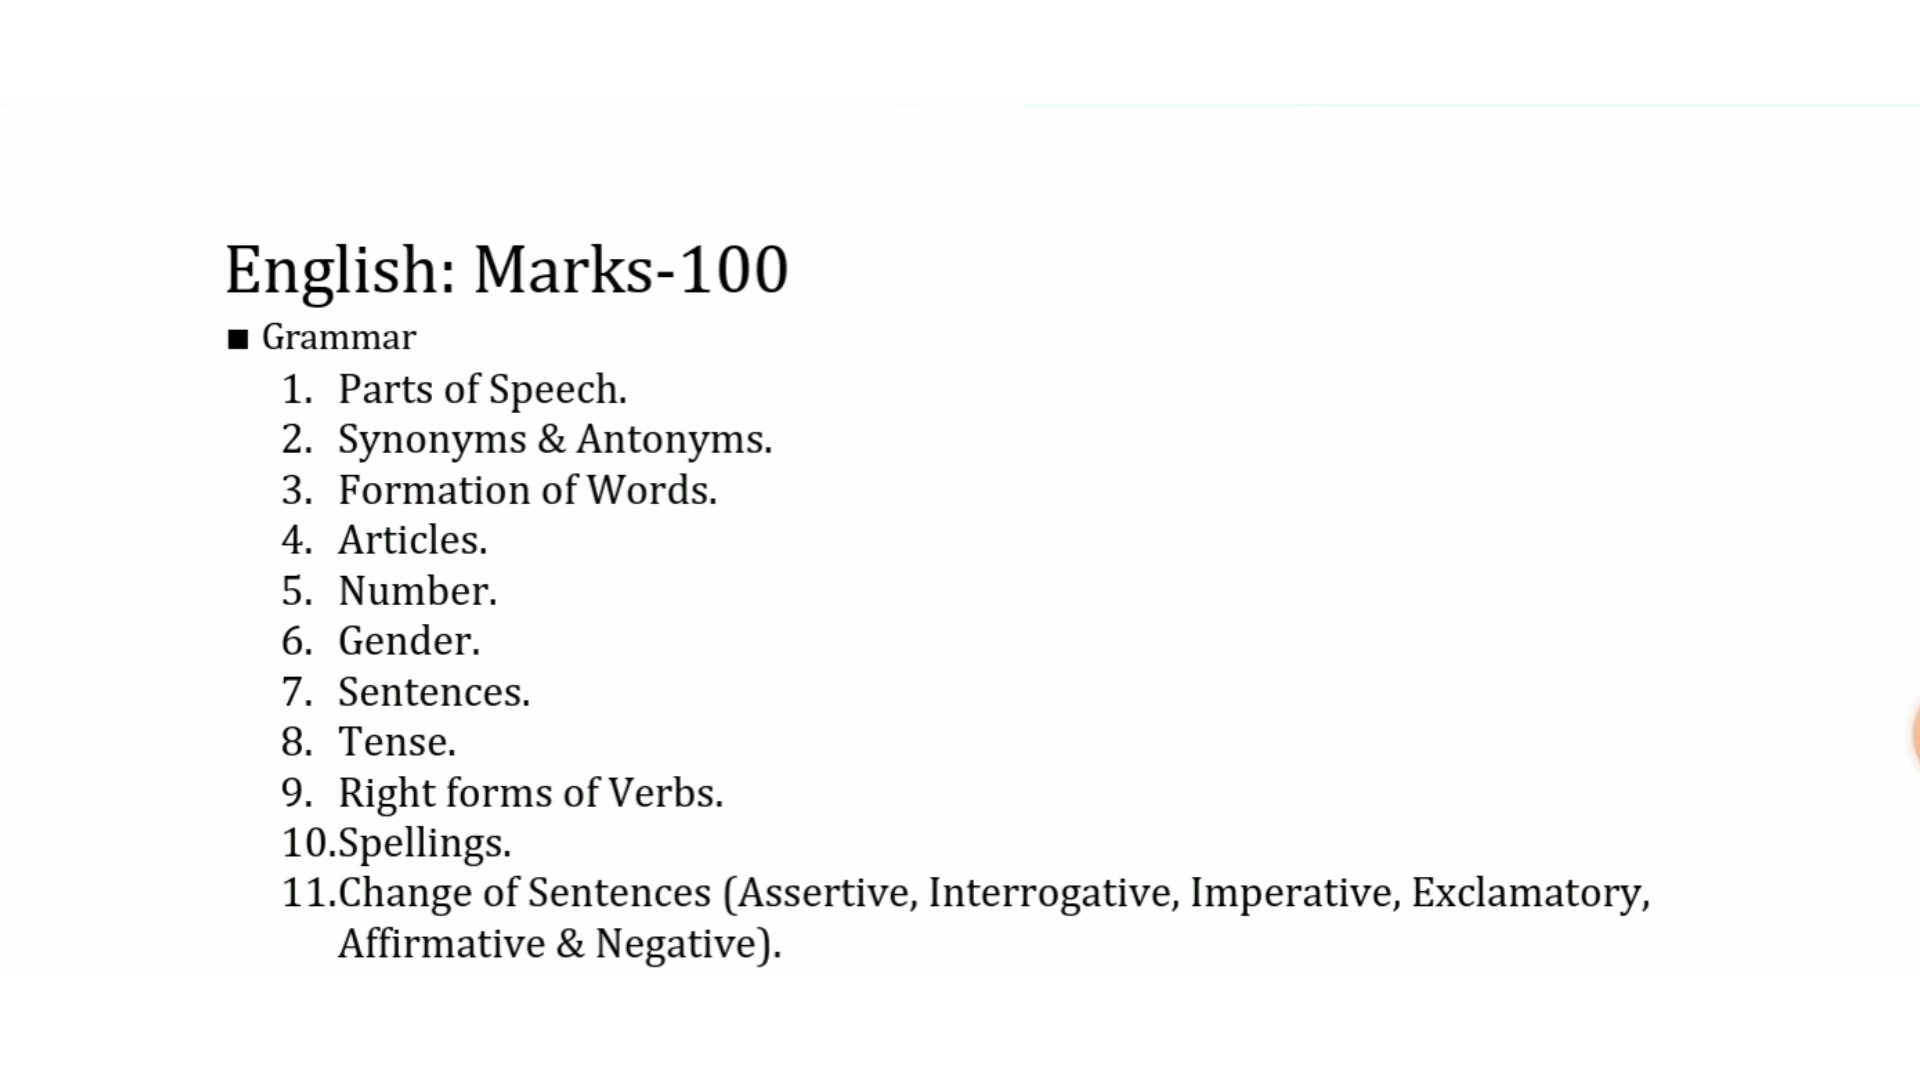 English: Marks-100
■ Grammar
1. Parts of Speech.
2. Synonyms & Antonyms.
3. Formation of Words.
4. Articles.
5. Number.
6. Gender.
7. Sentences.
8. Tense.
9. Right forms of Verbs.
10.Spellings.
11.Change of Sentences (Assertive, Interrogative, Imperative, Exclamatory,
Affirmative & Negative).